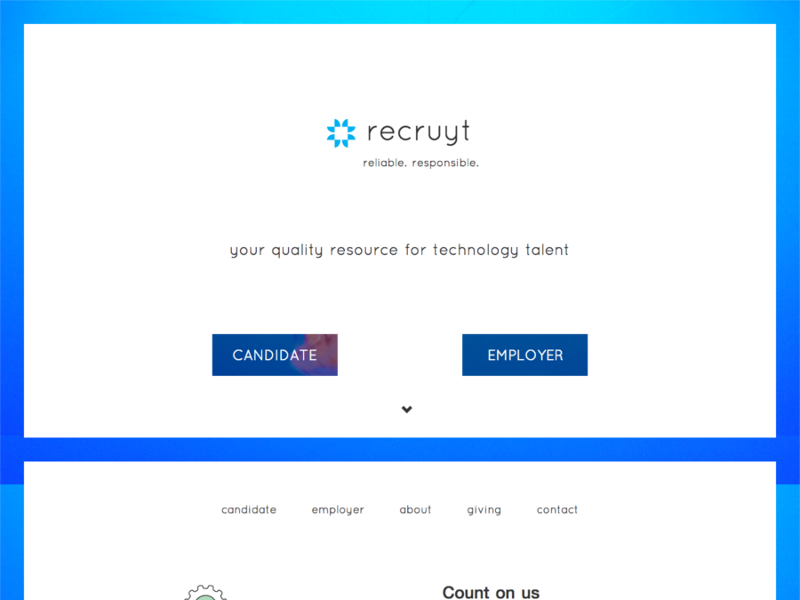 recruyt
reliable. responsible.
your quality resource for technology talent
CANDIDATE
EMPLOYER
candidate employer about giving contact
Count on us